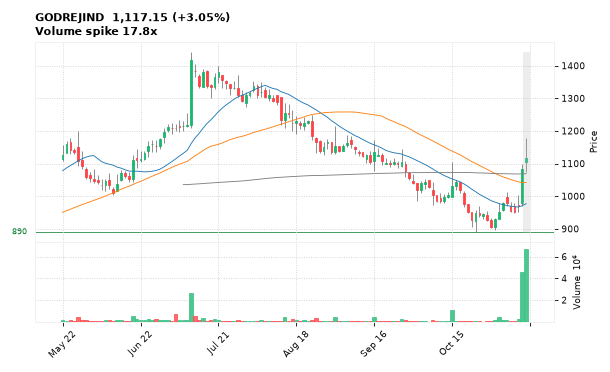 GODREJIND 1,117.15 (+3.05%)
Volume spike 17.8x
1400
1300
1200
1100
1000
900
Price
890
6
4
2
Volume 10⁶
May 22
Jun 22
Jul 21
Aug 18
Sep 16
Oct 15